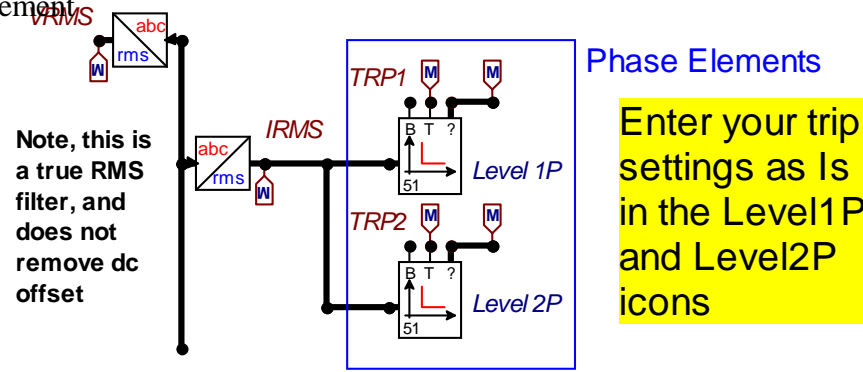 ement
VRMS
abc
rms
M
Note, this is
a true RMS
filter, and
does not
remove dc
offset
abc
rms
IRMS
M
Phase Elements
TRP1
M
M
B T ?
51
Level 1P
TRP2
M
M
B T ?
51
Level 2P
Enter your trip
settings as Is
in the Level1P
and Level2P
icons